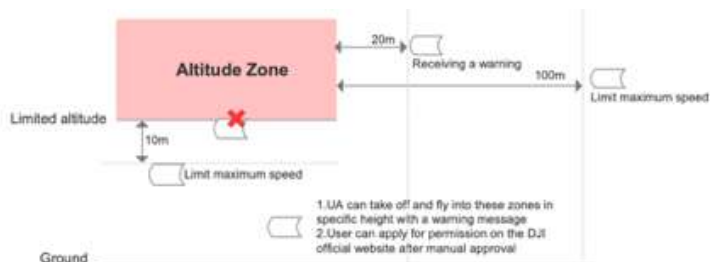 20m
Receiving a warning
Altitude Zone
100m
Limit maximum speed
Limited altitude
10m
Limit maximum speed
1.UA can take off and fly into these zones in
specific height with a warning message
2.User can apply for permission on the DJI
official website after manual approval
Ground